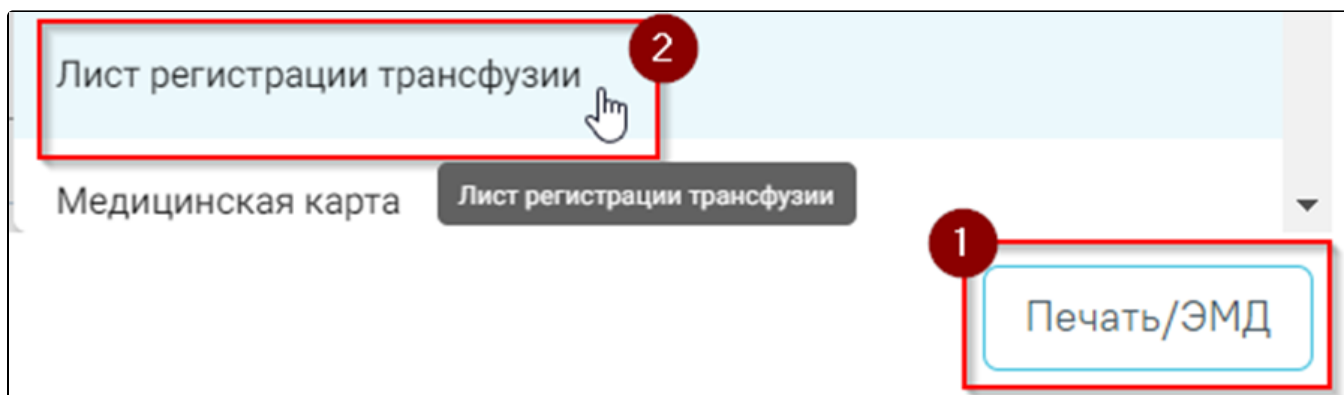 Лист регистрации трансфузии
2
Медицинская карта
Лист регистрации трансфузии
1
Печать/ЭМД